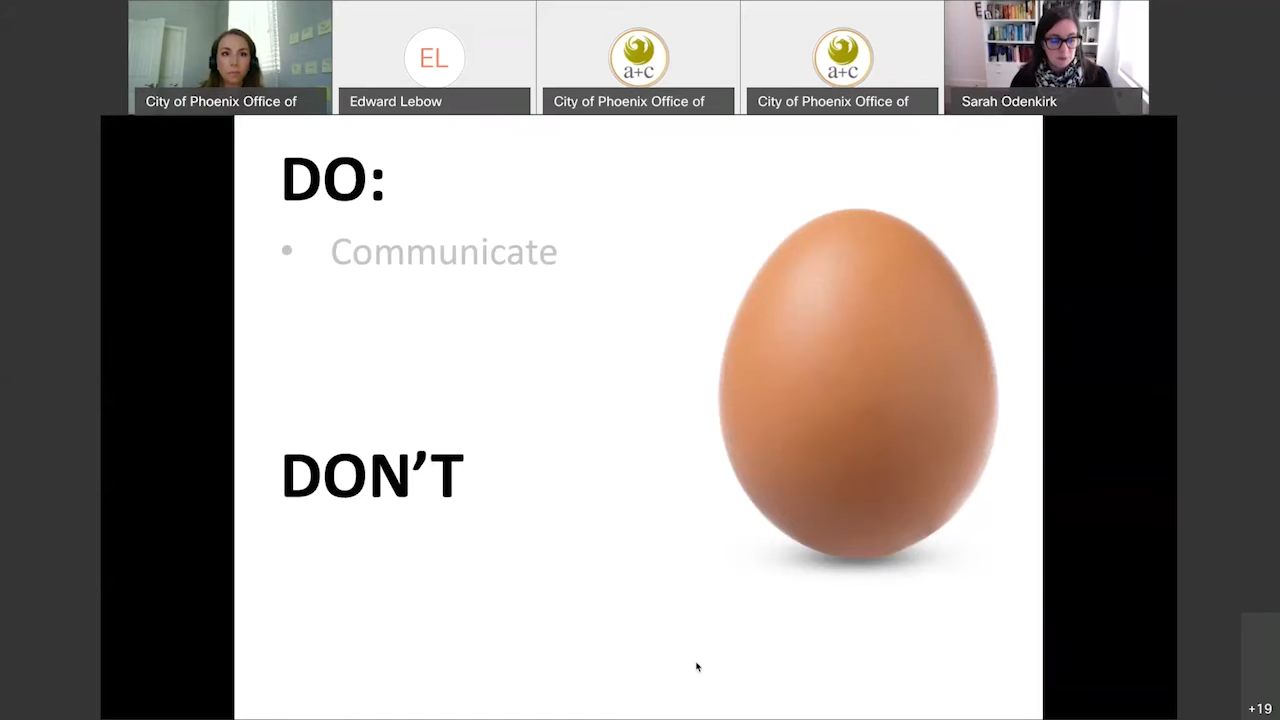 EL
a+c
a+c
City of Phoenix Office of
Edward Lebow
City of Phoenix Office of
City of Phoenix Office of
Sarah Odenkirk
DO:
• Communicate
DON’T
+19